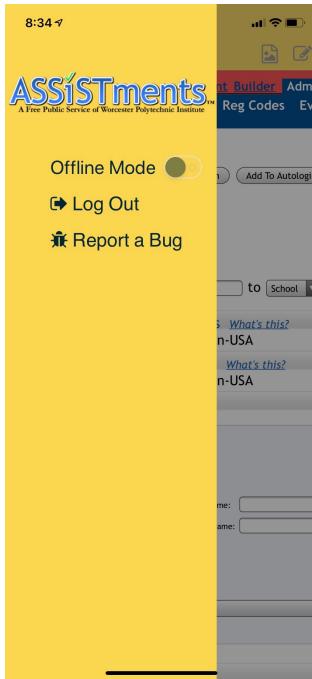 8:34
ASSiSTments™
A Free Public Service of Worcester Polytechnic Institute
nt Builder Adm
Reg Codes Ev
Offline Mode
Add To Autologi
Log Out
Report a Bug
to School
What's this?
n-USA
What's this?
n-USA
me:
ame: